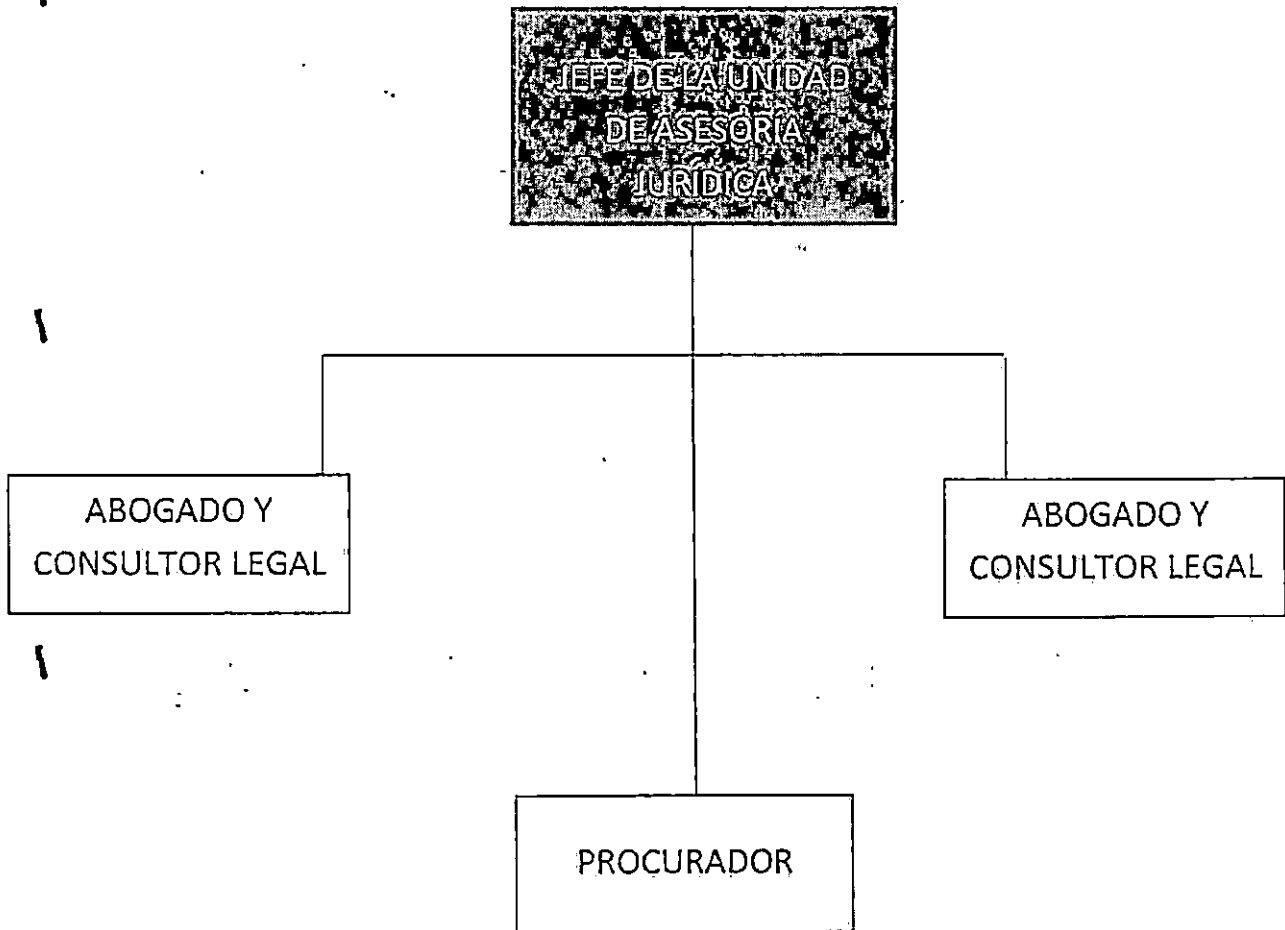 JEFE DE LA UNIDAD
DE ASESORÍA
JURÍDICA
ABOGADO Y
CONSULTOR LEGAL
ABOGADO Y
CONSULTOR LEGAL
PROCURADOR